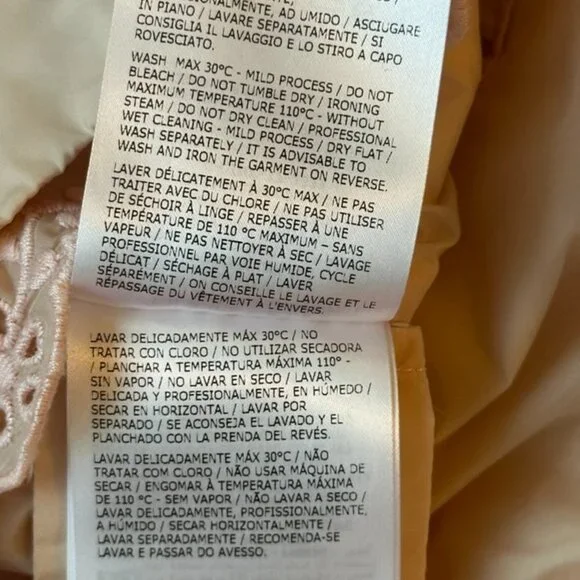 PROFESSIONALMENTE, AD UMIDO / ASCIUGARE
IN PIANO / LAVARE SEPARATAMENTE / SI
CONSIGLIA IL LAVAGGIO E LO STIRO A CAPO
ROVESCIATO.
WASH MAX 30°C - MILD PROCESS / DO NOT
BLEACH / DO NOT TUMBLE DRY / IRONING
MAXIMUM TEMPERATURE 110°C - WITHOUT
STEAM / DO NOT DRY CLEAN / PROFESSIONAL
WET CLEANING - MILD PROCESS / DRY FLAT /
WASH SEPARATELY / IT IS ADVISABLE TO
WASH AND IRON THE GARMENT ON REVERSE.
LAVER DÉLICATEMENT À 30°C MAX / NE PAS
TRAITER AVEC DU CHLORE / NE PAS UTILISER
DE SÉCHOIR À LINGE / REPASSER À UNE
TEMPÉRATURE DE 110 °C MAXIMUM – SANS
VAPEUR / NE PAS NETTOYER À SEC / LAVAGE
PROFESSIONNEL PAR VOIE HUMIDE, CYCLE
DÉLICAT / SÉCHAGE À PLAT / LAVER
SÉPARÉMENT / ON CONSEILLE LE LAVAGE ET LE
RÉPASSAGE DU VÊTEMENT À L'ENVERS.
LAVAR DELICADAMENTE MÁX 30°C / NO
TRATAR CON CLORO / NO UTILIZAR SECADORA
/ PLANCHAR A TEMPERATURA MÁXIMA 110° -
SIN VAPOR / NO LAVAR EN SECO / LAVAR
DELICADA Y PROFESIONALMENTE, EN HÚMEDO /
SECAR EN HORIZONTAL / LAVAR POR
SEPARADO / SE ACONSEJA EL LAVADO Y EL
PLANCHADO CON LA PRENDA DEL REVÉS.
LAVAR DELICADAMENTE MÁX 30°C / NÃO
TRATAR COM CLORO / NÃO USAR MÁQUINA DE
SECAR / ENGOMAR À TEMPERATURA MÁXIMA
DE 110 °C - SEM VAPOR / NÃO LAVAR A SECO /
LAVAR DELICADAMENTE, PROFISSIONALMENTE,
A HÚMIDO / SECAR HORIZONTALMENTE /
LAVAR SEPARADAMENTE / RECOMENDA-SE
LAVAR E PASSAR DO AVESSO.